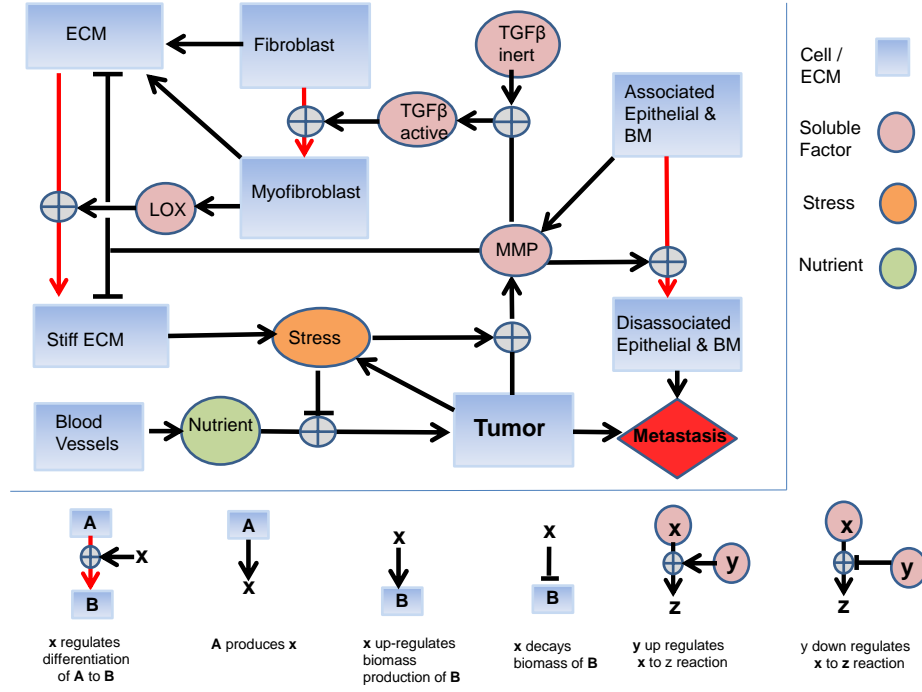 ECM
Fibroblast
TGFβ
inert
Cell /
ECM
Associated
Epithelial &
BM
TGFβ
active
Soluble
Factor
Myofibroblast
LOX
Stress
MMP
Nutrient
Stiff ECM
Stress
Disassociated
Epithelial & BM
Blood
Vessels
Nutrient
Tumor
Metastasis
A
x
B
x regulates
differentiation
of A to B
A
x
A produces x
x
B
x up-regulates
biomass
production of B
x
B
x decays
biomass of B
x
y
z
y up regulates
x to z reaction
x
y
z
y down regulates
x to z reaction